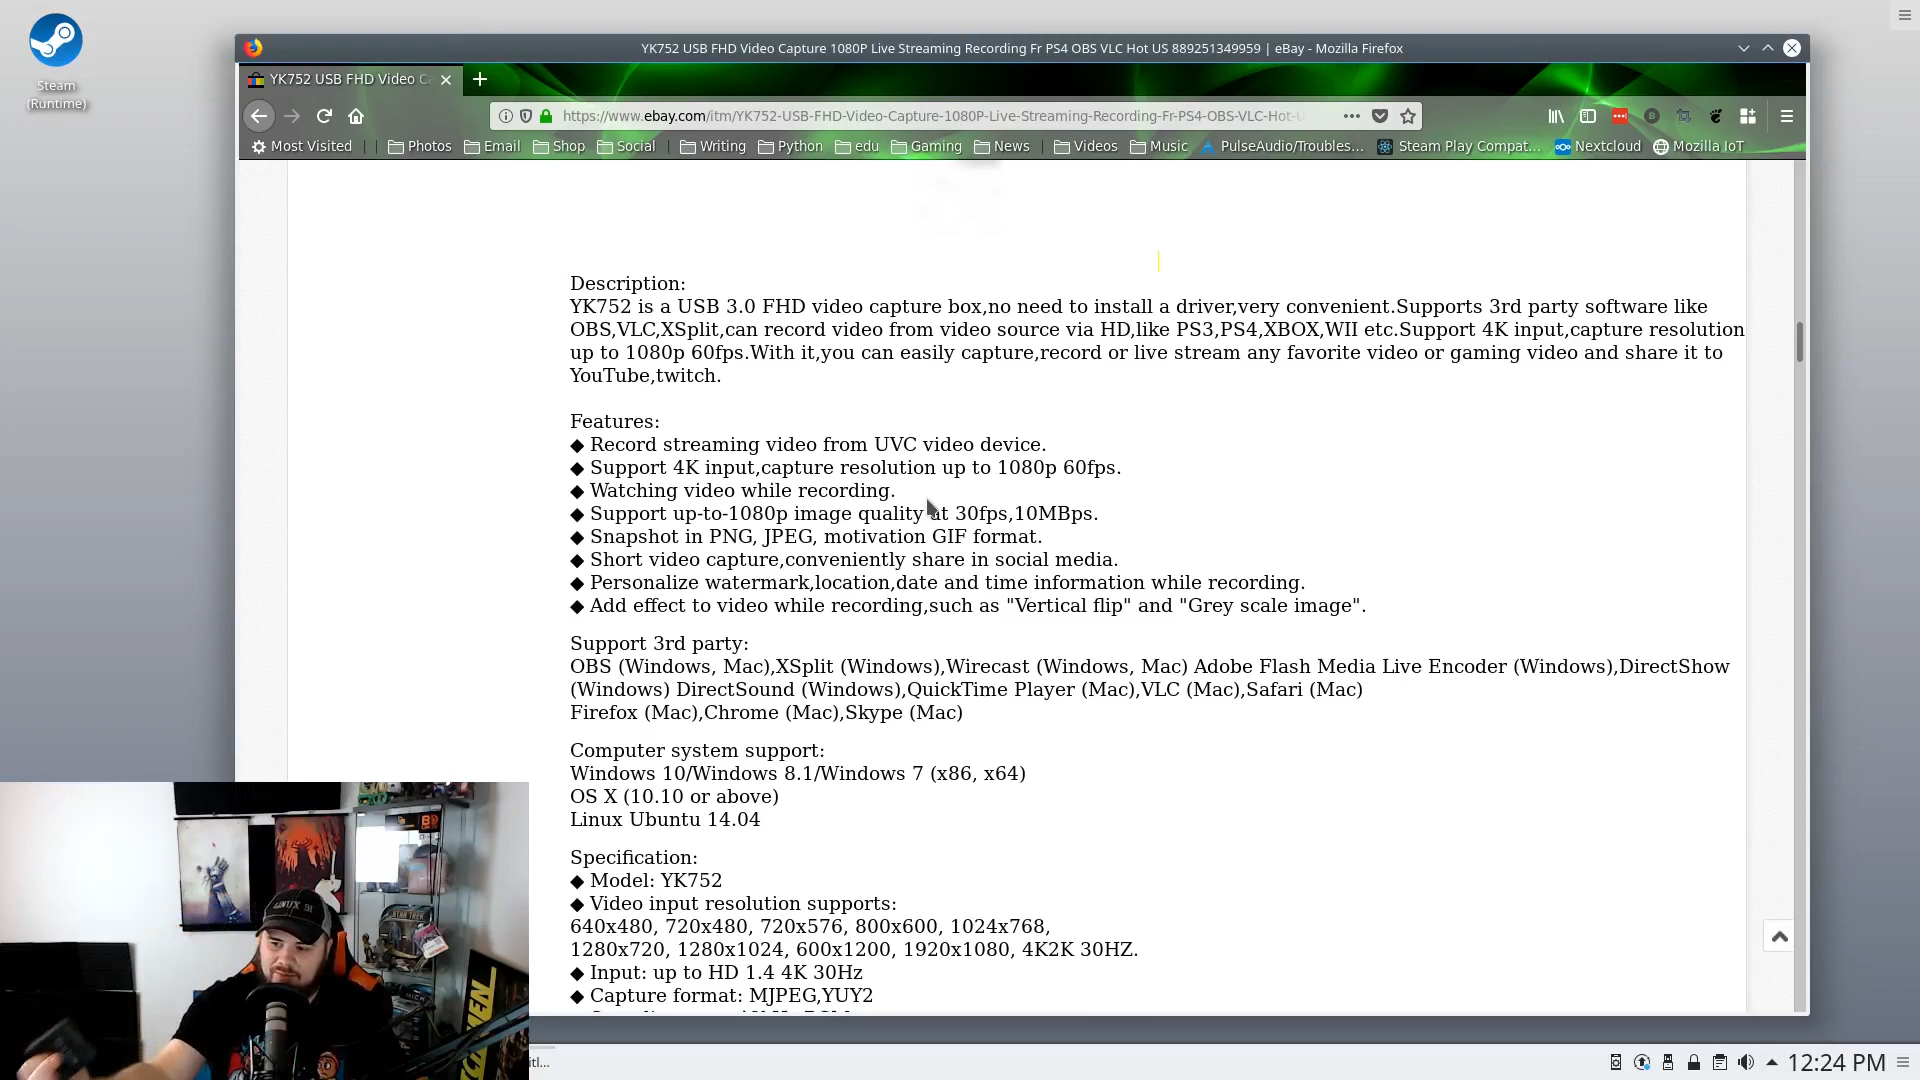 Steam
(Runtime)
YK752 USB FHD Video Capture 1080P Live Streaming Recording Fr PS4 OBS VLC Hot US 889251349959 | eBay - Mozilla Firefox
YK752 USB FHD Video C
https://www.ebay.com/itm/YK752-USB-FHD-Video-Capture-1080P-Live-Streaming-Recording-Fr-PS4-OBS-VLC-Hot-U
Most Visited Photos Email Shop Social Writing Python edu Gaming News Videos Music PulseAudio/Troubles... Steam Play Compat... Nextcloud Mozilla IoT
Description:
YK752 is a USB 3.0 FHD video capture box,no need to install a driver,very convenient.Supports 3rd party software like
OBS,VLC,XSplit,can record video from video source via HD,like PS3,PS4,XBOX,WII etc.Support 4K input,capture resolution
up to 1080p 60fps.With it,you can easily capture,record or live stream any favorite video or gaming video and share it to
YouTube,twitch.
Features:
◆ Record streaming video from UVC video device.
◆ Support 4K input,capture resolution up to 1080p 60fps.
◆ Watching video while recording.
◆ Support up-to-1080p image quality at 30fps,10MBps.
◆ Snapshot in PNG, JPEG, motivation GIF format.
◆ Short video capture,conveniently share in social media.
◆ Personalize watermark,location,date and time information while recording.
◆ Add effect to video while recording,such as "Vertical flip" and "Grey scale image".
Support 3rd party:
OBS (Windows, Mac),XSplit (Windows),Wirecast (Windows, Mac) Adobe Flash Media Live Encoder (Windows),DirectShow
(Windows) DirectSound (Windows),QuickTime Player (Mac),VLC (Mac),Safari (Mac)
Firefox (Mac),Chrome (Mac),Skype (Mac)
Computer system support:
Windows 10/Windows 8.1/Windows 7 (x86, x64)
OS X (10.10 or above)
Linux Ubuntu 14.04
Specification:
◆ Model: YK752
◆ Video input resolution supports:
640x480, 720x480, 720x576, 800x600, 1024x768,
1280x720, 1280x1024, 600x1200, 1920x1080, 4K2K 30HZ.
◆ Input: up to HD 1.4 4K 30Hz
◆ Capture format: MJPEG,YUY2
STAR TREK
LINUX
itl...
12:24 PM